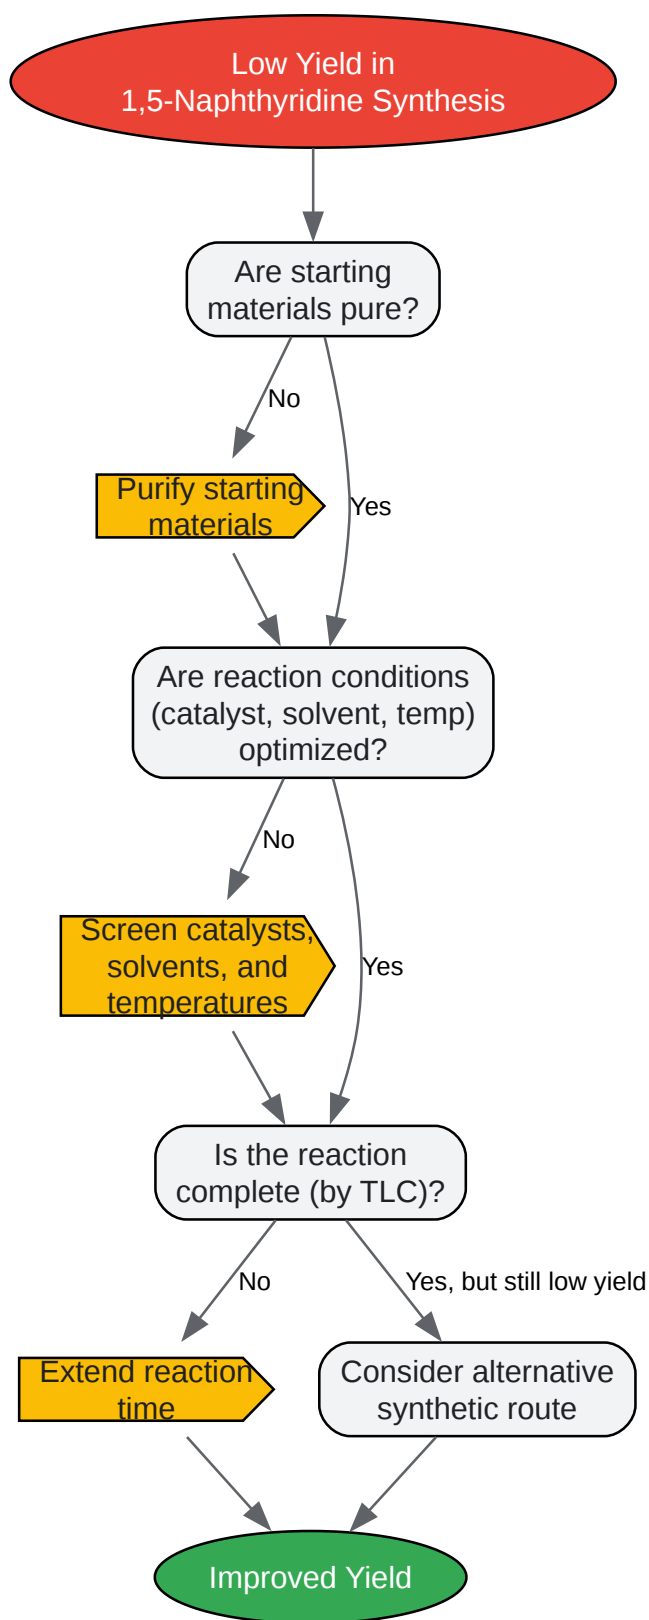 Low Yield in
1,5-Naphthyridine Synthesis
Are starting
materials pure?
No
Yes
Purify starting
materials
Are reaction conditions
(catalyst, solvent, temp)
optimized?
No
Yes
Screen catalysts,
solvents, and
temperatures
Is the reaction
complete (by TLC)?
No
Yes, but still low yield
Extend reaction
time
Consider alternative
synthetic route
Improved Yield